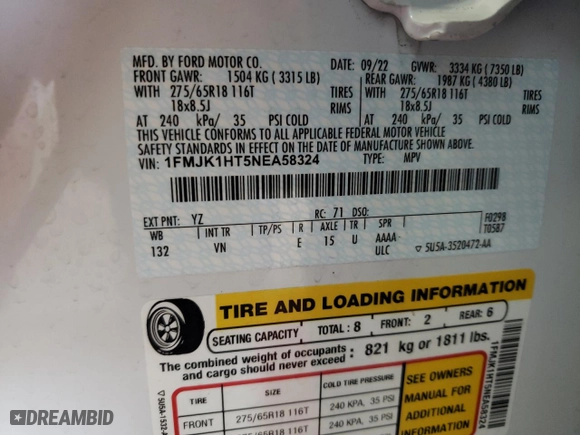 MFD. BY FORD MOTOR CO. DATE: 09/22 GVWR: 3334 KG ( 7350 LB)
FRONT GAWR: 1504 KG ( 3315 LB) REAR GAWR: 1987 KG ( 4380 LB)
WITH 275/65R18 116T TIRES WITH 275/65R18 116T TIRES
18x8.5J RIMS 18x8.5J RIMS
AT 240 kPa/ 35 PSI COLD AT 240 kPa/ 35 PSI COLD
THIS VEHICLE CONFORMS TO ALL APPLICABLE FEDERAL MOTOR VEHICLE
SAFETY STANDARDS IN EFFECT ON THE DATE OF MANUFACTURE SHOWN ABOVE.
VIN: 1FMJK1HT5NEA58324 TYPE: MPV
EXT PNT: YZ RC: 71 DSO:
WB INT TR TP/PS R AXLE TR SPR F0298
132 VN E 15 U AAAA T0587
ULC ▽ 5U5A-3520472-AA
TIRE AND LOADING INFORMATION
SEATING CAPACITY TOTAL : 8 FRONT: 2 REAR: 6
The combined weight of occupants and cargo should never exceed : 821 kg or 1811 lbs.
TIRE SIZE COLD TIRE PRESSURE
FRONT 275/65R18 116T 240 KPA, 35 PSI
275/65R18 116T 240 KPA, 35 PSI
SEE OWNERS
MANUAL FOR
ADDITIONAL
INFORMATION
1FMJK1HT5NEA58324
DREAMBID